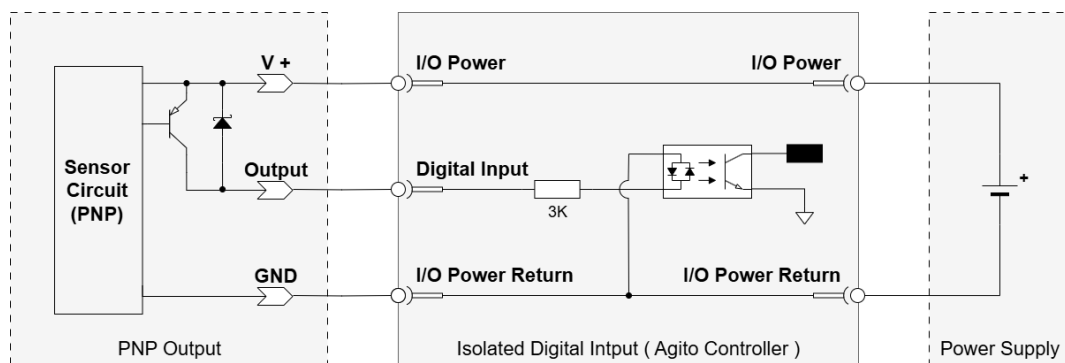 V +
I/O Power
I/O Power
Sensor
Circuit
(PNP)
Output
Digital Input
3K
+
GND
I/O Power Return
I/O Power Return
PNP Output
Isolated Digital Intput ( Agito Controller )
Power Supply